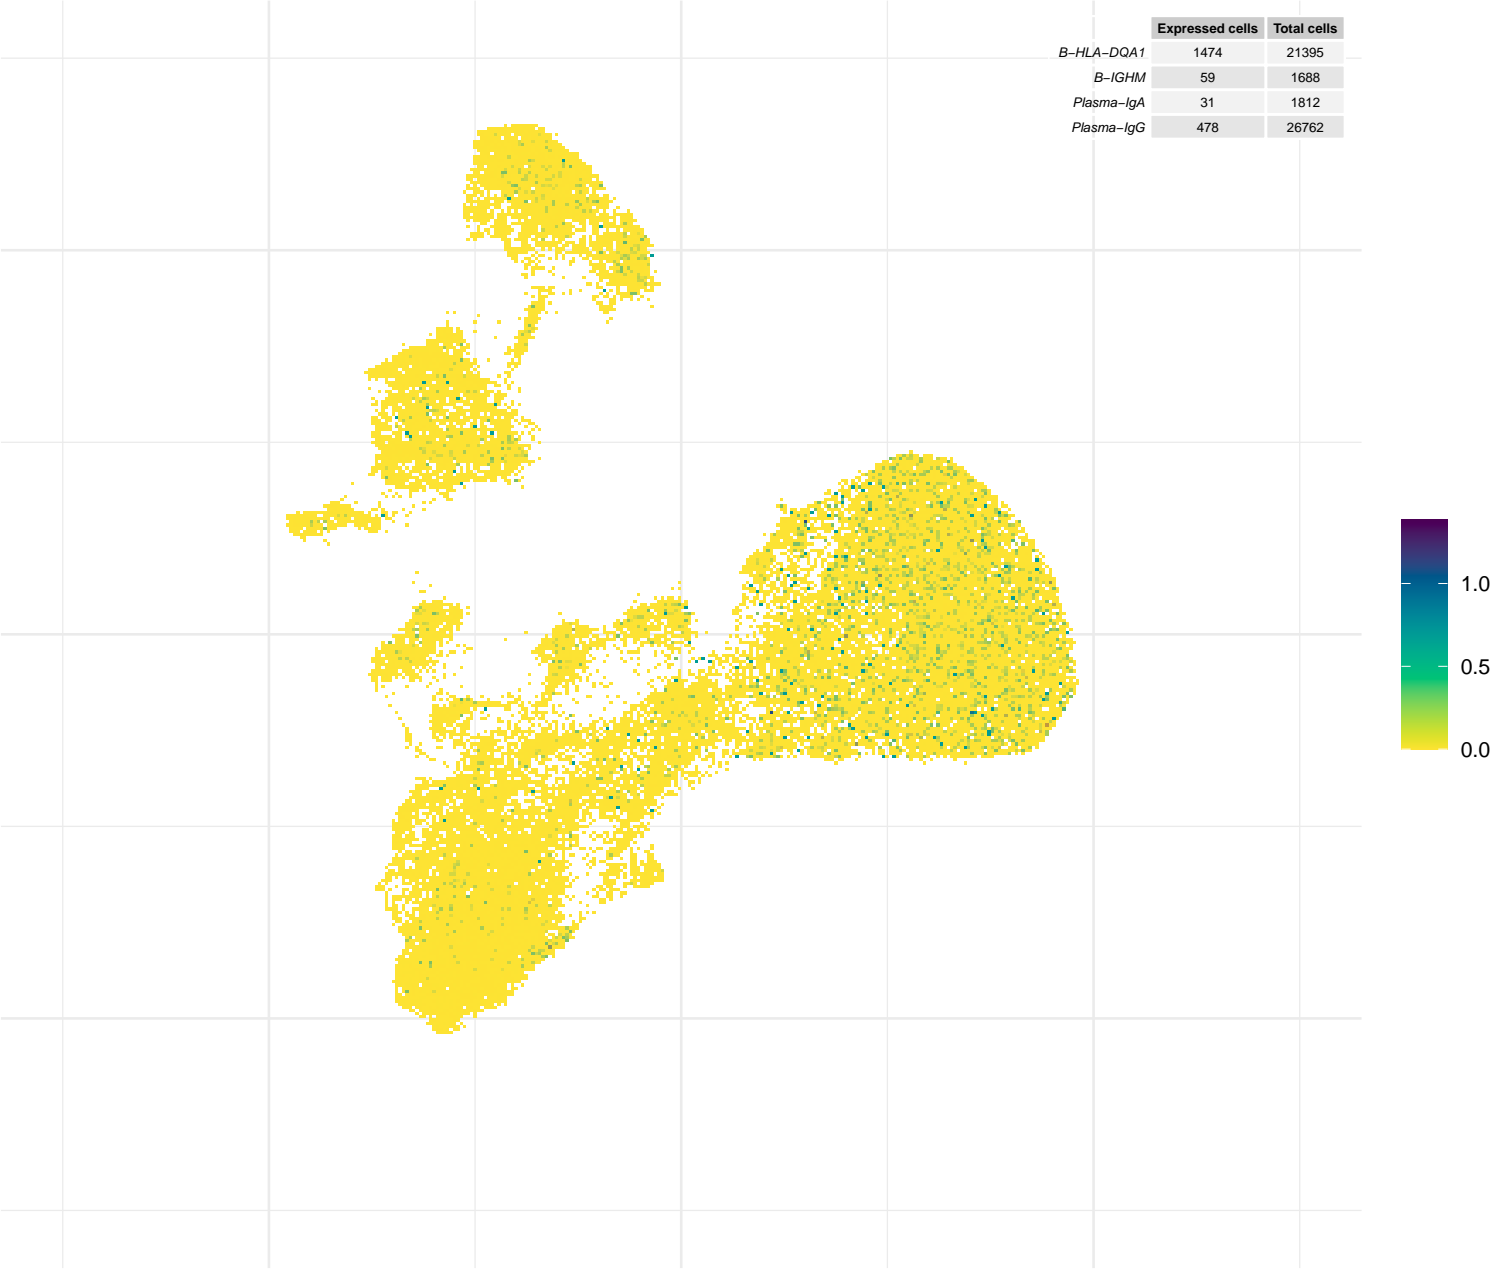 Expressed cells Total cells
B−HLA−DQA1 1474 21395
B−IGHM 59 1688
Plasma−IgA 31 1812
Plasma−IgG 478 26762
1.0
0.5
0.0